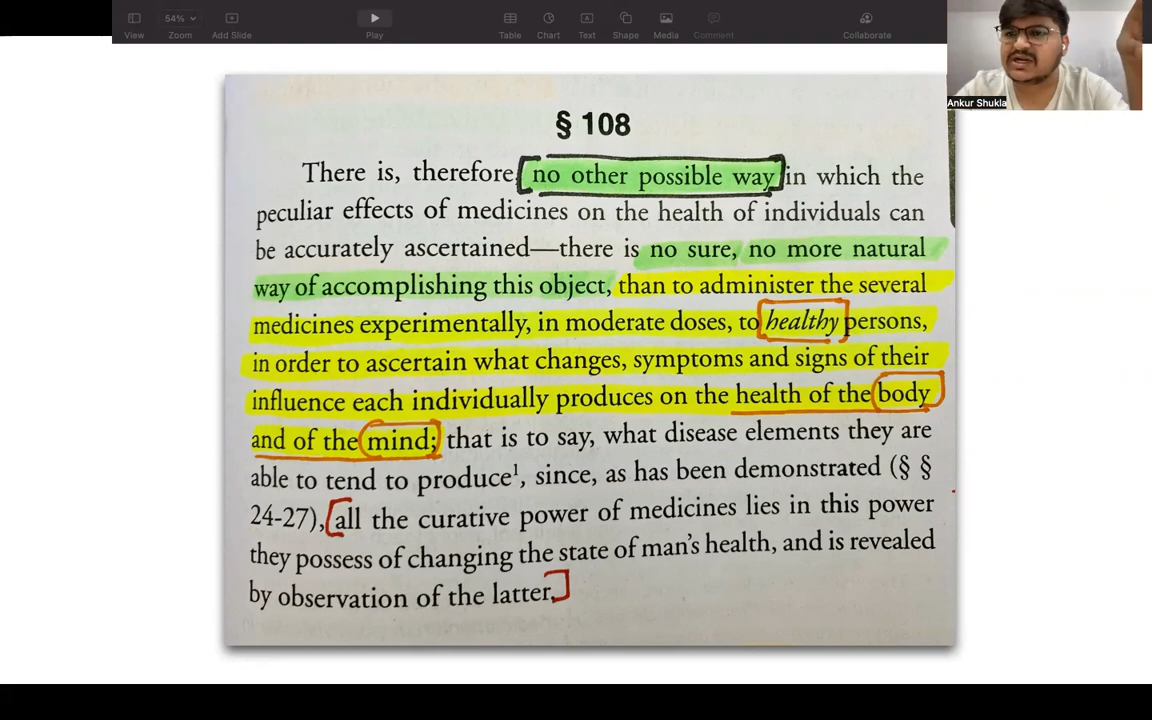 54%
View
Zoom
Add Slide
Play
Table
Chart
Text
Shape
Media
Comment
Collaborate
Ankur Shukla
§ 108
There is, therefore, no other possible way in which the
peculiar effects of medicines on the health of individuals can
be accurately ascertained—there is no sure, no more natural
way of accomplishing this object, than to administer the several
medicines experimentally, in moderate doses, to healthy persons,
in order to ascertain what changes, symptoms and signs of their
influence each individually produces on the health of the body
and of the mind; that is to say, what disease elements they are
able to tend to produce¹, since, as has been demonstrated (§ §
24-27), all the curative power of medicines lies in this power
they possess of changing the state of man's health, and is revealed
by observation of the latter.